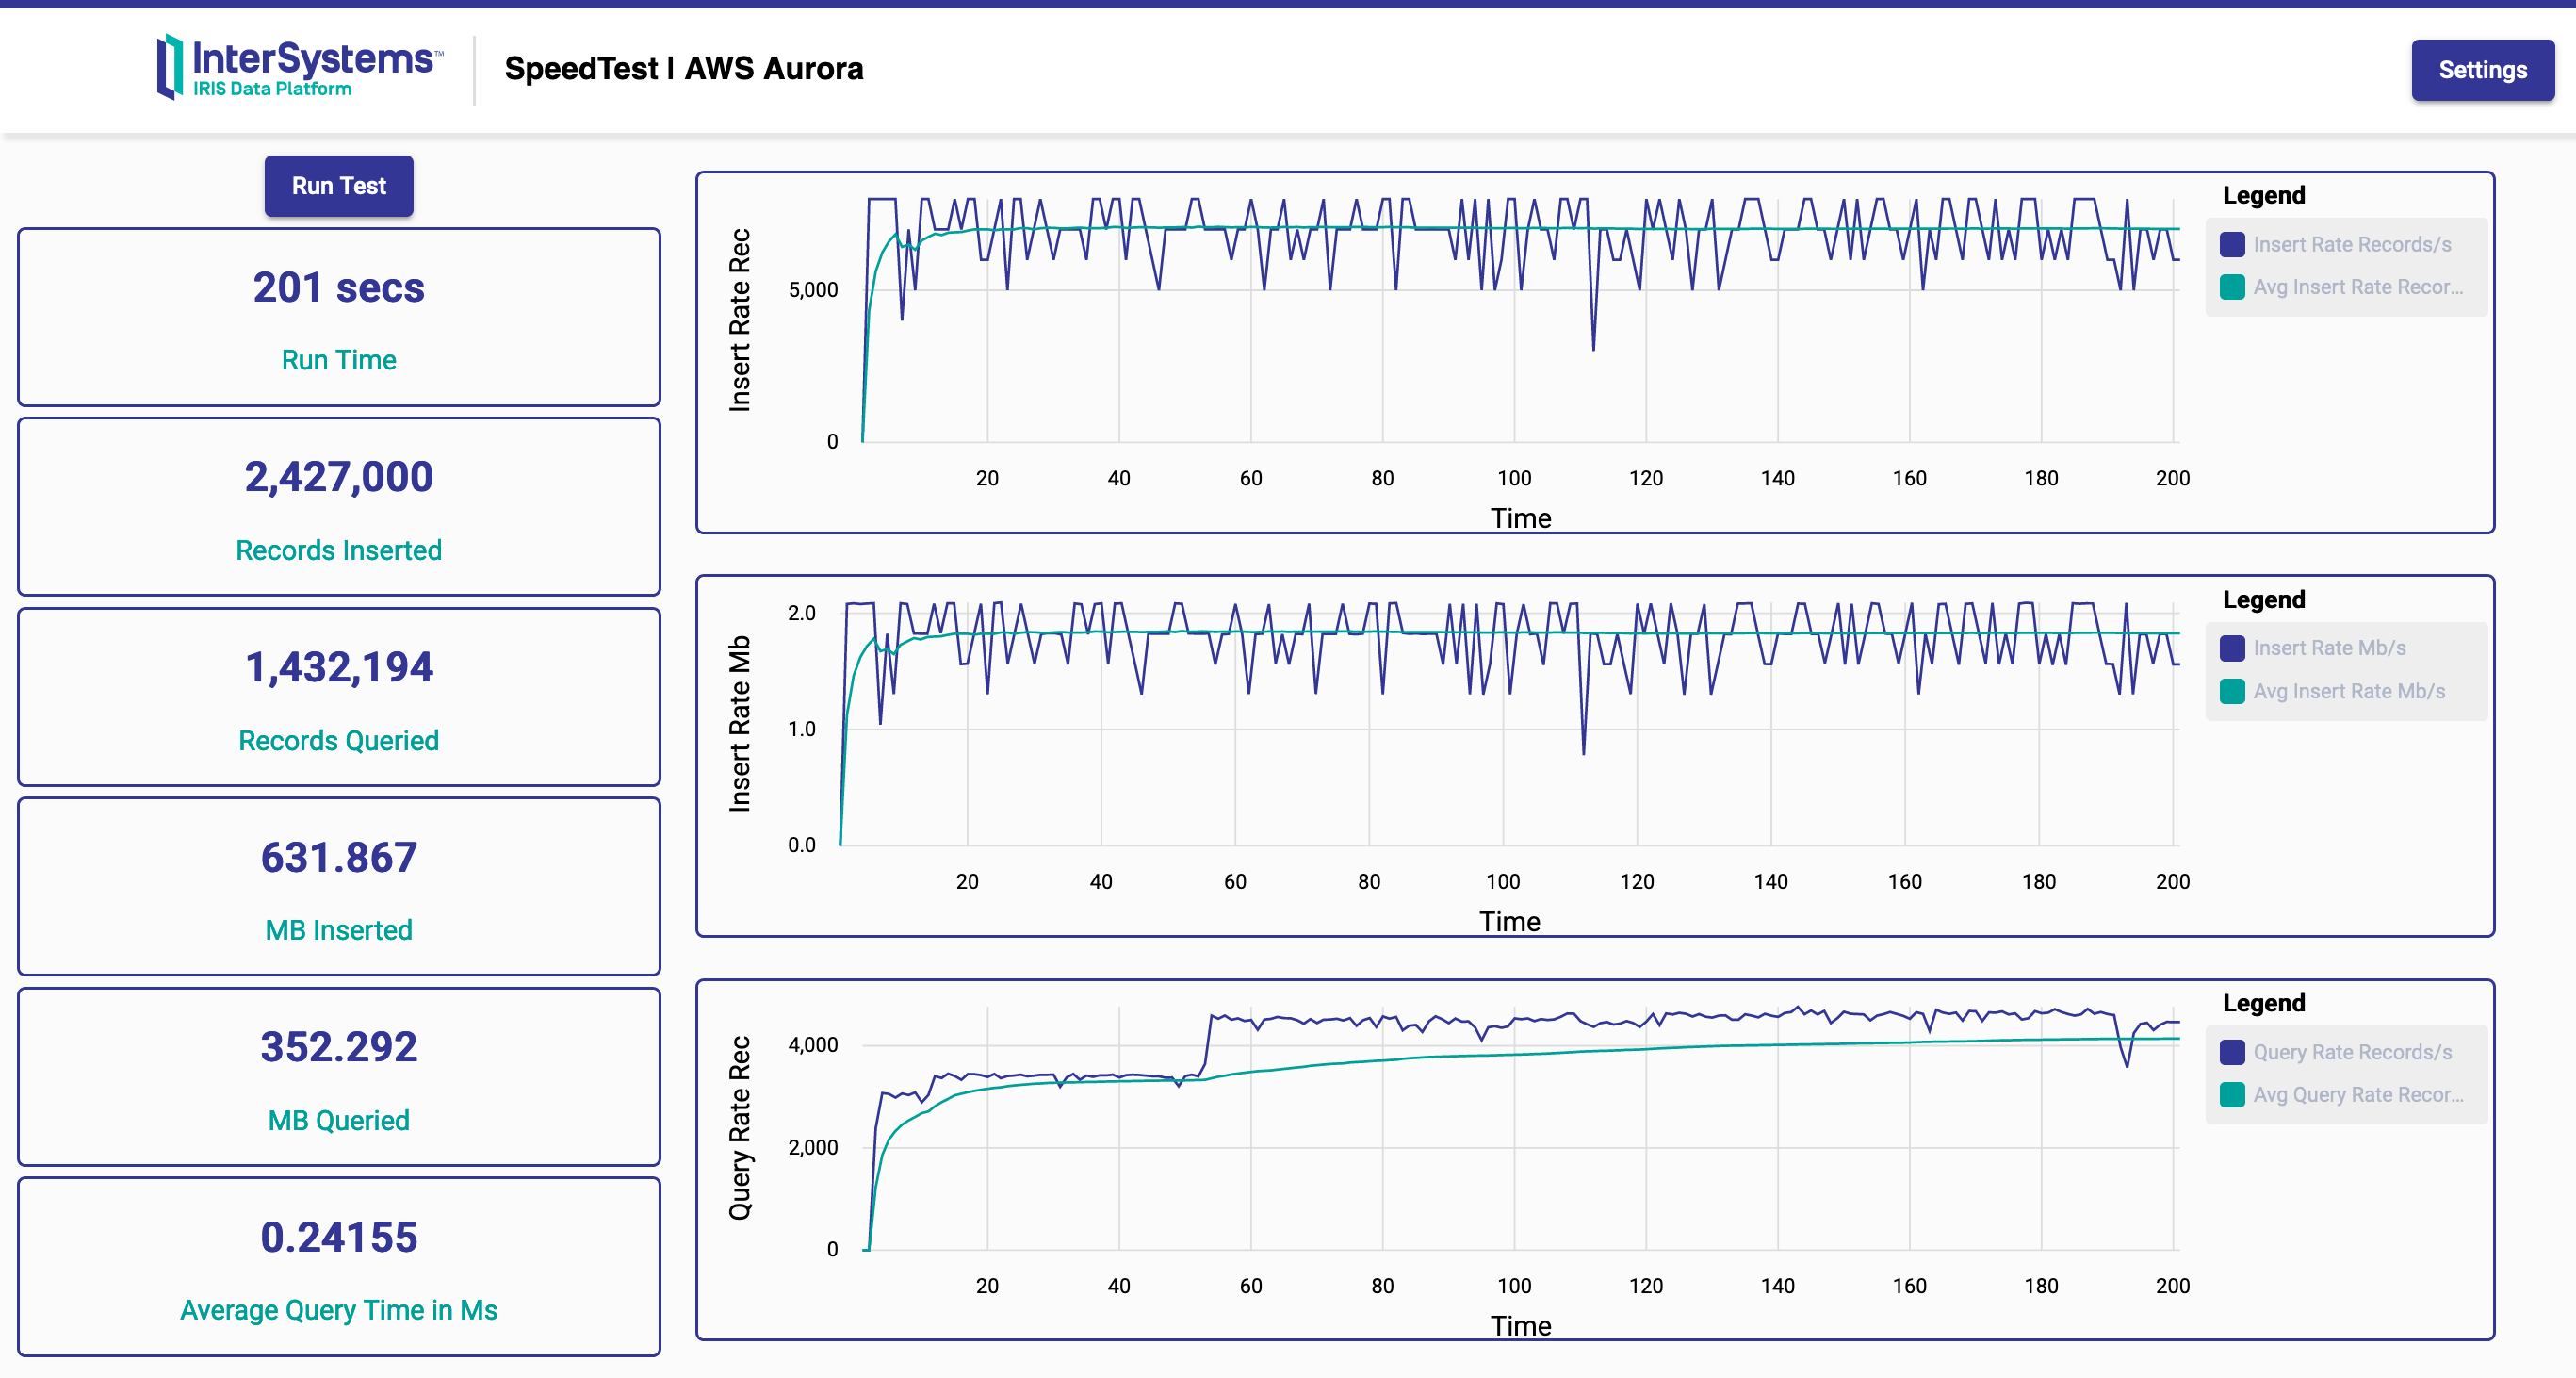 InterSystems™
IRIS Data Platform
SpeedTest | AWS Aurora
Settings
Run Test
201 secs
Run Time
2,427,000
Records Inserted
1,432,194
Records Queried
631.867
MB Inserted
352.292
MB Queried
0.24155
Average Query Time in Ms
Insert Rate Rec
5,000
0
20 40 60 80 100 120 140 160 180 200
Time
Legend
Insert Rate Records/s
Avg Insert Rate Recor...
Insert Rate Mb
2.0
1.0
0.0
20 40 60 80 100 120 140 160 180 200
Time
Legend
Insert Rate Mb/s
Avg Insert Rate Mb/s
Query Rate Rec
4,000
2,000
0
20 40 60 80 100 120 140 160 180 200
Time
Legend
Query Rate Records/s
Avg Query Rate Recor...